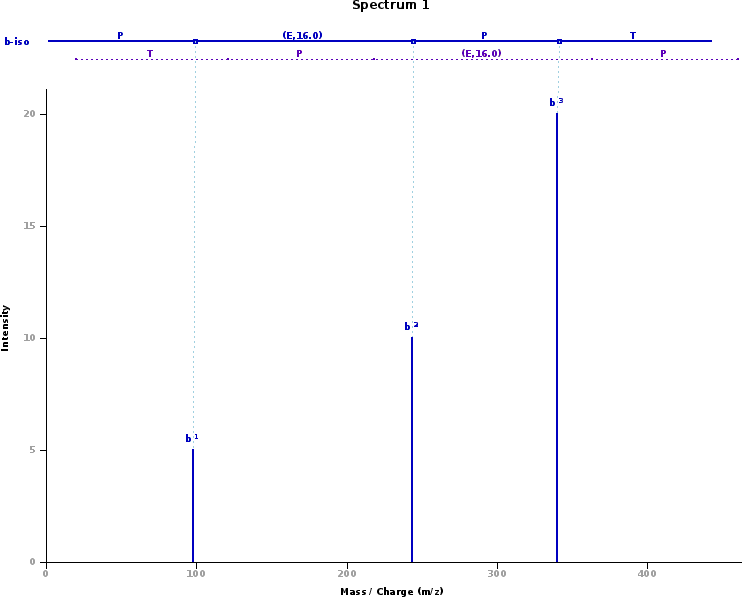 Spectrum 1
b-iso
P (E,16.0) P T
T P (E,16.0) P
20
15
10
5
0
b 3
b 2
b 1
Intensity
0 100 200 300 400
Mass / Charge (m/z)